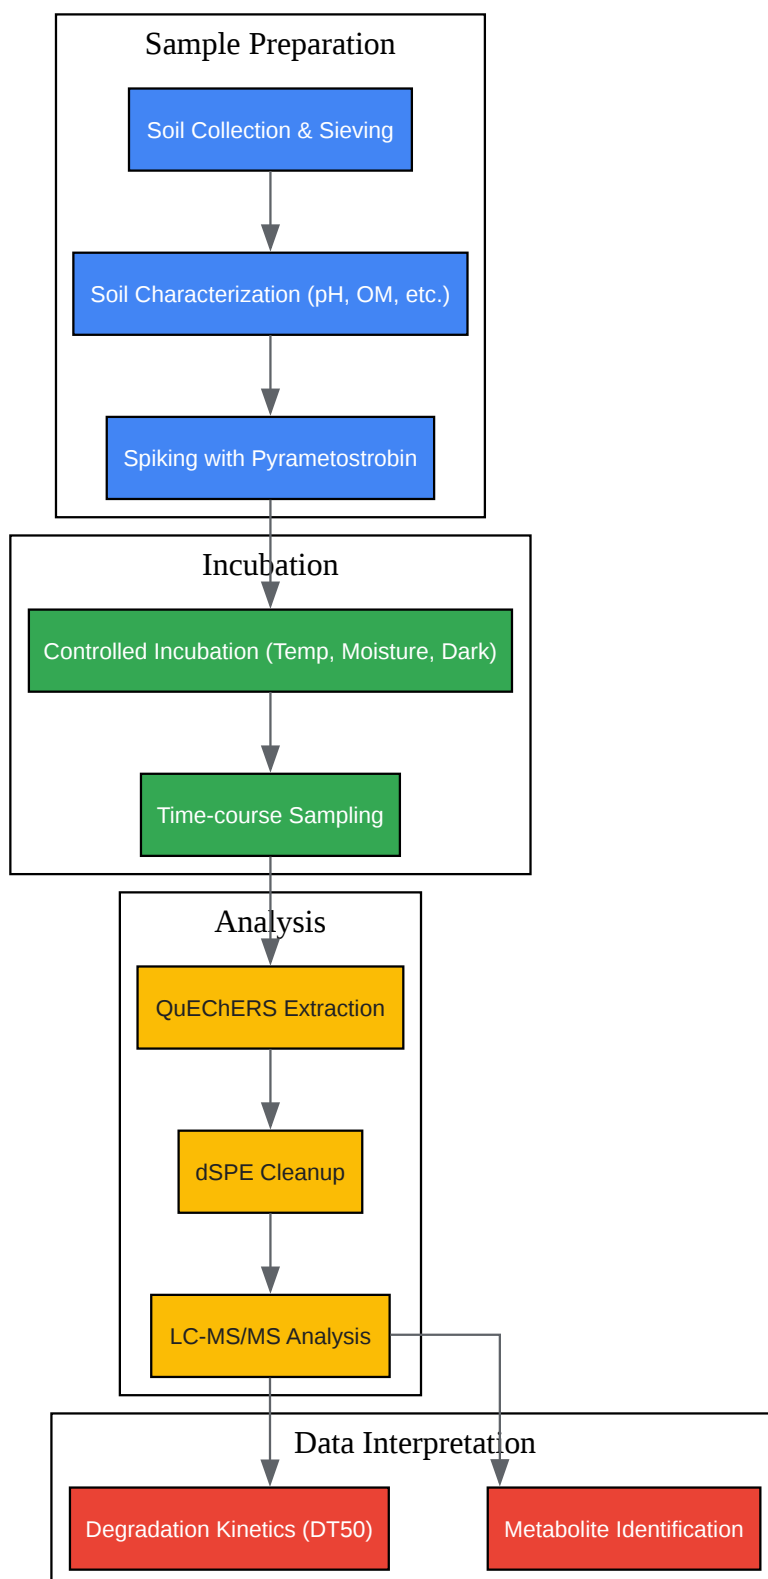 Sample Preparation
Soil Collection & Sieving
Soil Characterization (pH, OM, etc.)
Spiking with Pyrametostrobin
Incubation
Controlled Incubation (Temp, Moisture, Dark)
Time-course Sampling
Analysis
QuEChERS Extraction
dSPE Cleanup
LC-MS/MS Analysis
Data Interpretation
Degradation Kinetics (DT50)
Metabolite Identification